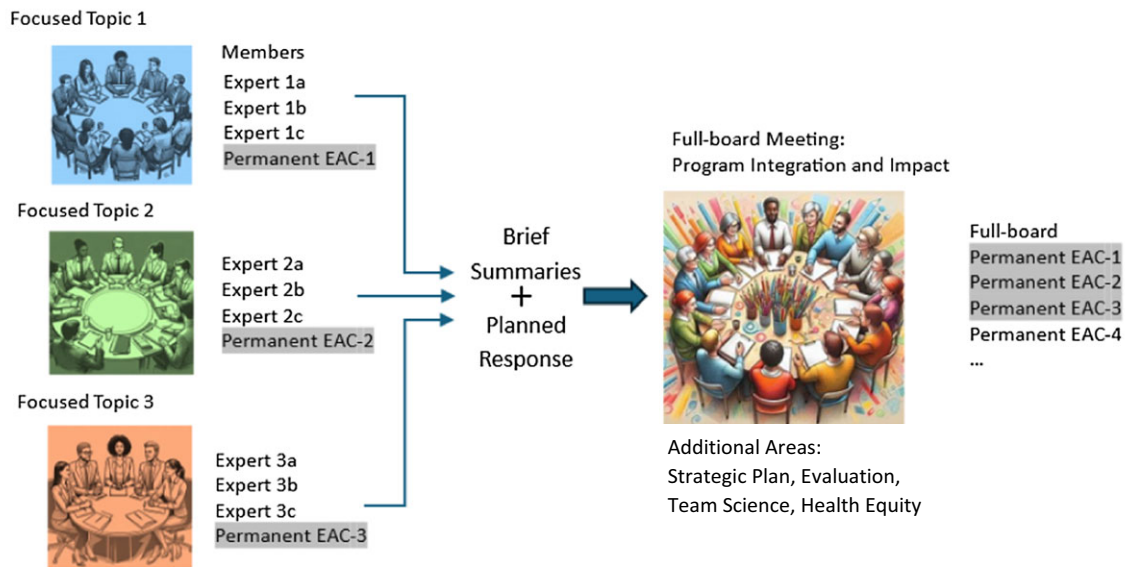 Focused Topic 1
Members
Expert 1a
Expert 1b
Expert 1c
Permanent EAC-1
Focused Topic 2
Expert 2a
Expert 2b
Expert 2c
Permanent EAC-2
Focused Topic 3
Expert 3a
Expert 3b
Expert 3c
Permanent EAC-3
Brief
Summaries
+
Planned
Response
Full-board Meeting:
Program Integration and Impact
Additional Areas:
Strategic Plan, Evaluation,
Team Science, Health Equity
Full-board
Permanent EAC-1
Permanent EAC-2
Permanent EAC-3
Permanent EAC-4
...